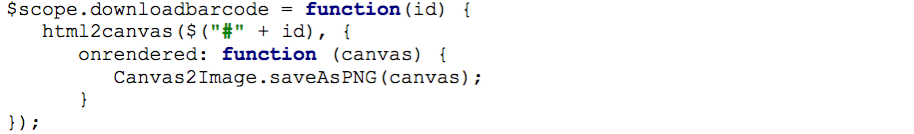 $scope.downloadbarcode = function(id) {
   html2canvas($("#" + id), {
      onrendered: function (canvas) {
         Canvas2Image.saveAsPNG(canvas);
      }
});